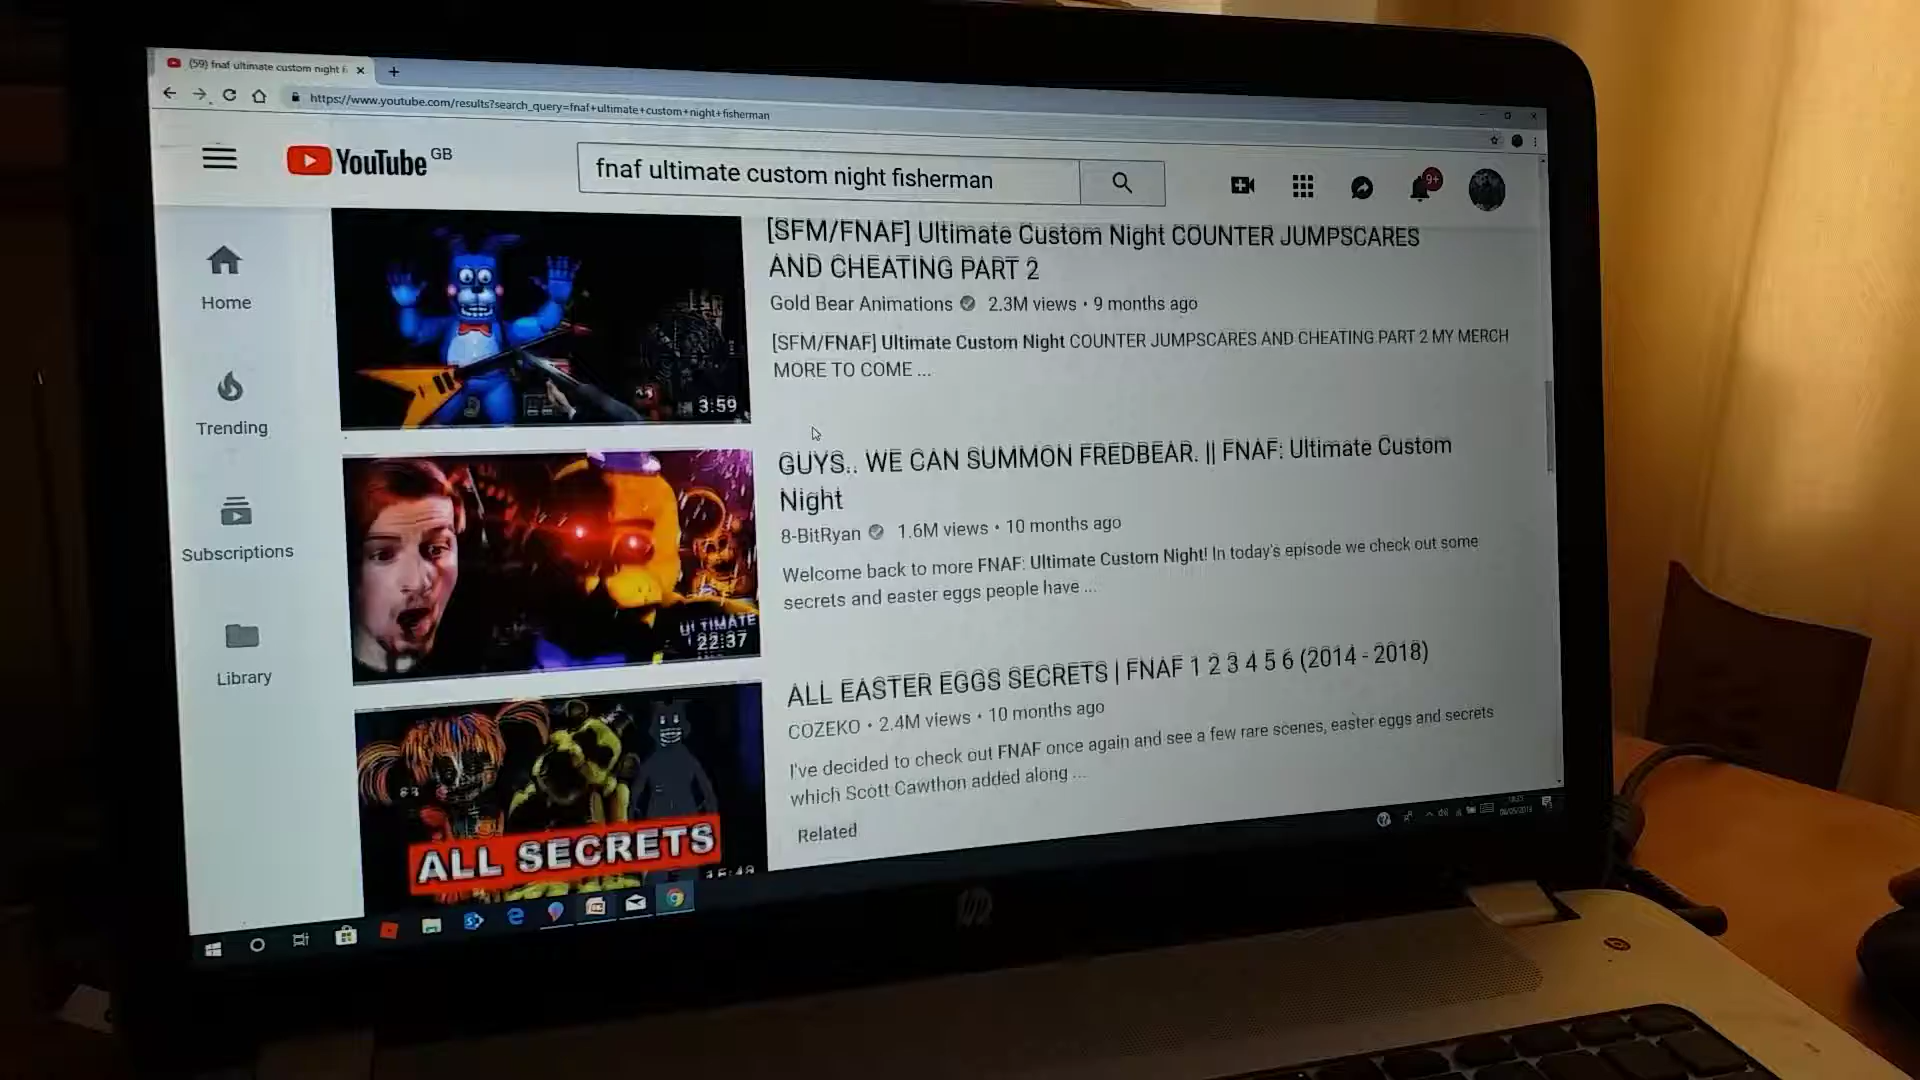 (59) fnaf ultimate custom night fi
https://www.youtube.com/results?search_query=fnaf+ultimate+custom+night+fisherman
YouTube GB
fnaf ultimate custom night fisherman
9+
Home
Trending
Subscriptions
Library
3:59
[SFM/FNAF] Ultimate Custom Night COUNTER JUMPSCARES
AND CHEATING PART 2
Gold Bear Animations 2.3M views • 9 months ago
[SFM/FNAF] Ultimate Custom Night COUNTER JUMPSCARES AND CHEATING PART 2 MY MERCH
MORE TO COME ...
ULTIMATE
22:37
GUYS.. WE CAN SUMMON FREDBEAR. || FNAF: Ultimate Custom
Night
8-BitRyan 1.6M views • 10 months ago
Welcome back to more FNAF: Ultimate Custom Night! In today's episode we check out some
secrets and easter eggs people have ...
ALL SECRETS
ALL EASTER EGGS SECRETS | FNAF 1 2 3 4 5 6 (2014 - 2018)
COZEKO • 2.4M views • 10 months ago
I've decided to check out FNAF once again and see a few rare scenes, easter eggs and secrets
which Scott Cawthon added along ...
Related
hp